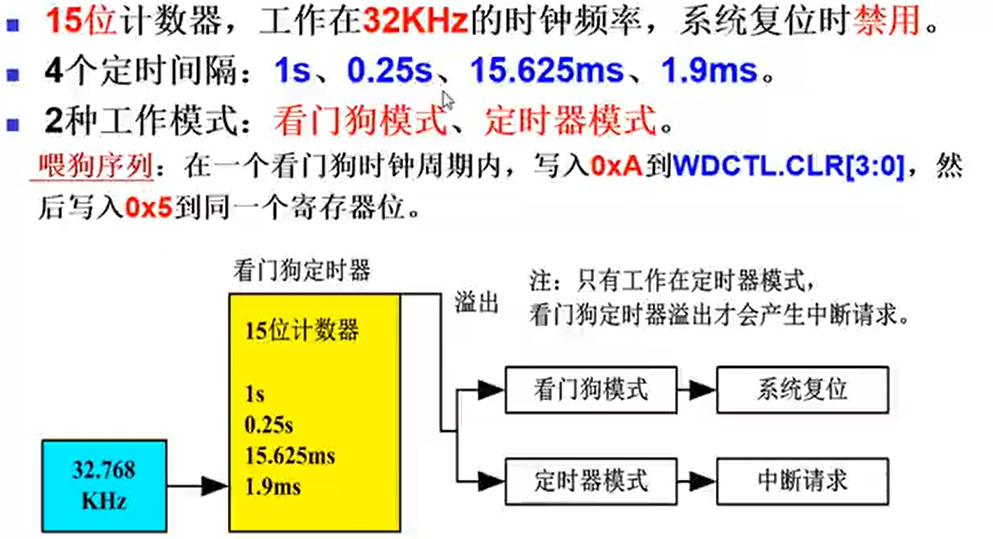 15位计数器，工作在32KHz的时钟频率，系统复位时禁用。
4个定时间隔：1s、0.25s、15.625ms、1.9ms。
2种工作模式：看门狗模式、定时器模式。
喂狗序列：在一个看门狗时钟周期内，写入0xA到WDCTL.CLR[3:0]，然
后写入0x5到同一个寄存器位。
看门狗定时器
溢出
注：只有工作在定时器模式，
看门狗定时器溢出才会产生中断请求。
15位计数器
1s
0.25s
15.625ms
1.9ms
32.768
KHz
看门狗模式
系统复位
定时器模式
中断请求